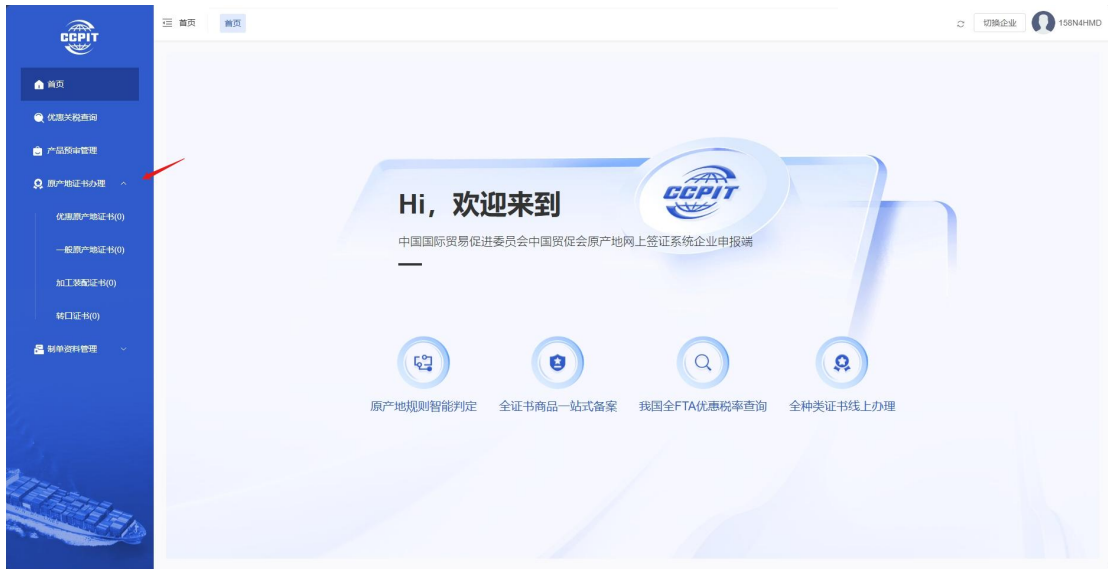 CCPIT
首页
首页
切换企业
158N4HMD
首页
优惠关税查询
产品预审管理
原产地证书办理
优惠原产地证书(0)
一般原产地证书(0)
加工装配证书(0)
转口证书(0)
制单资料管理
CCPIT
Hi，欢迎来到
中国国际贸易促进委员会中国贸促会原产地网上签证系统企业申报端
原产地规则智能判定
全证书商品一站式备案
我国全FTA优惠税率查询
全种类证书线上办理